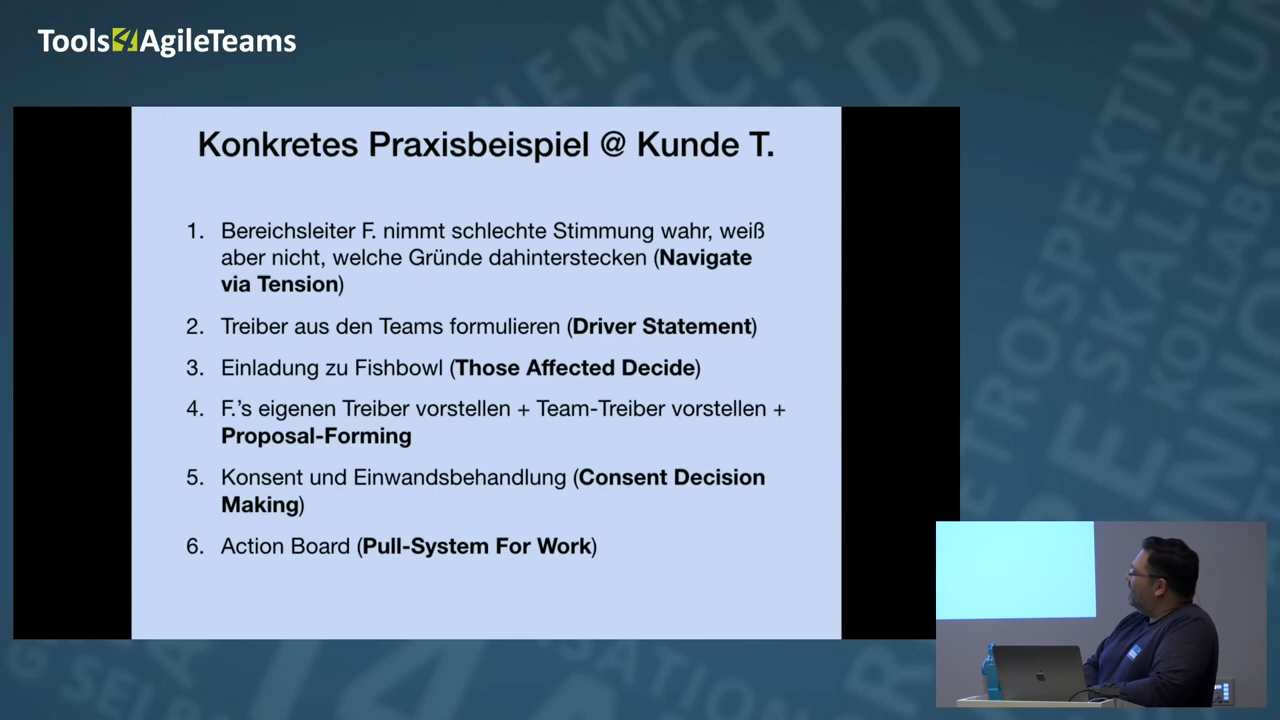 Tools4AgileTeams
Konkretes Praxisbeispiel @ Kunde T.
1. Bereichsleiter F. nimmt schlechte Stimmung wahr, weiß
aber nicht, welche Gründe dahinterstecken (Navigate
via Tension)
2. Treiber aus den Teams formulieren (Driver Statement)
3. Einladung zu Fishbowl (Those Affected Decide)
4. F.'s eigenen Treiber vorstellen + Team-Treiber vorstellen +
Proposal-Forming
5. Konsent und Einwandsbehandlung (Consent Decision
Making)
6. Action Board (Pull-System For Work)